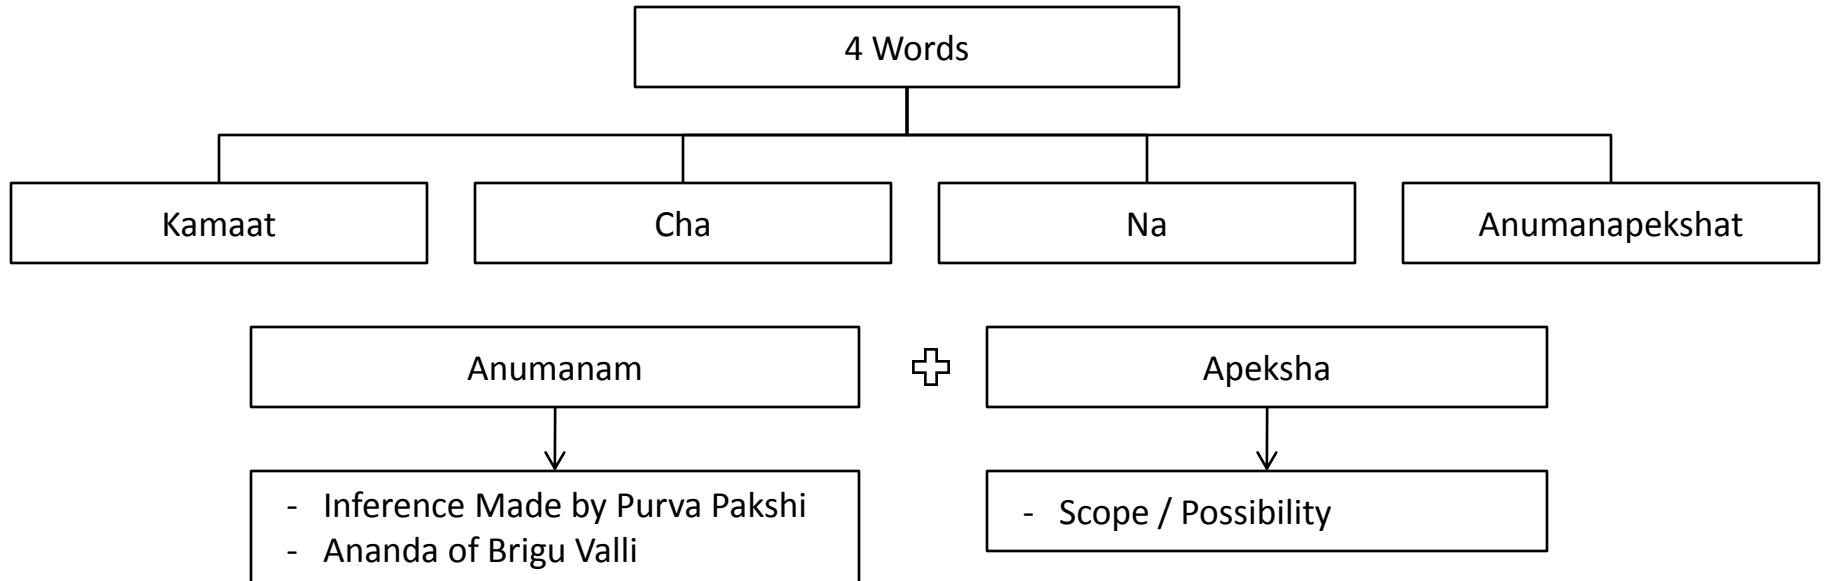 4 Words
Kamaat
Cha
Na
Anumanapekshat
Anumanam
Apeksha
- Inference Made by Purva Pakshi
- Ananda of Brigu Valli
- Scope / Possibility